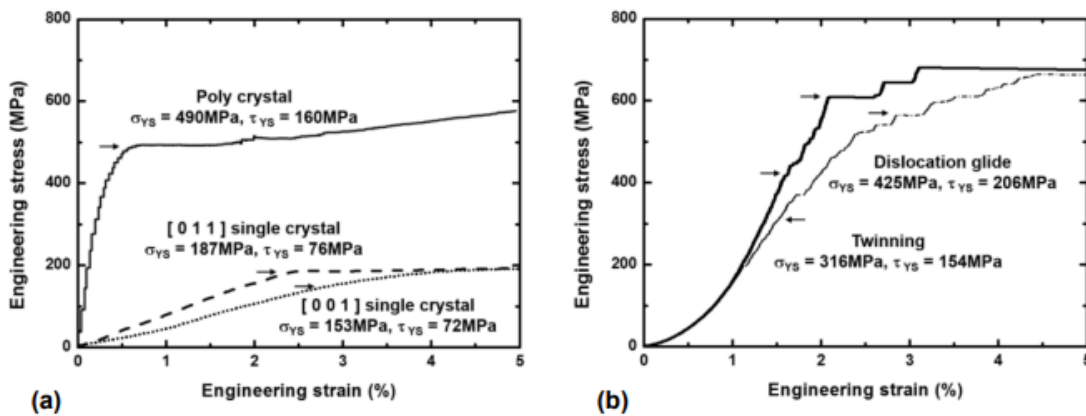 800
600
400
200
0
Engineering stress (MPa)
Poly crystal
σYS = 490MPa, τYS = 160MPa
[ 0 1 1 ] single crystal
σYS = 187MPa, τYS = 76MPa
[ 0 0 1 ] single crystal
σYS = 153MPa, τYS = 72MPa
0 1 2 3 4 5
Engineering strain (%)
(a)
800
600
400
200
0
Engineering stress (MPa)
Dislocation glide
σYS = 425MPa, τYS = 206MPa
Twinning
σYS = 316MPa, τYS = 154MPa
0 1 2 3 4 5
Engineering strain (%)
(b)